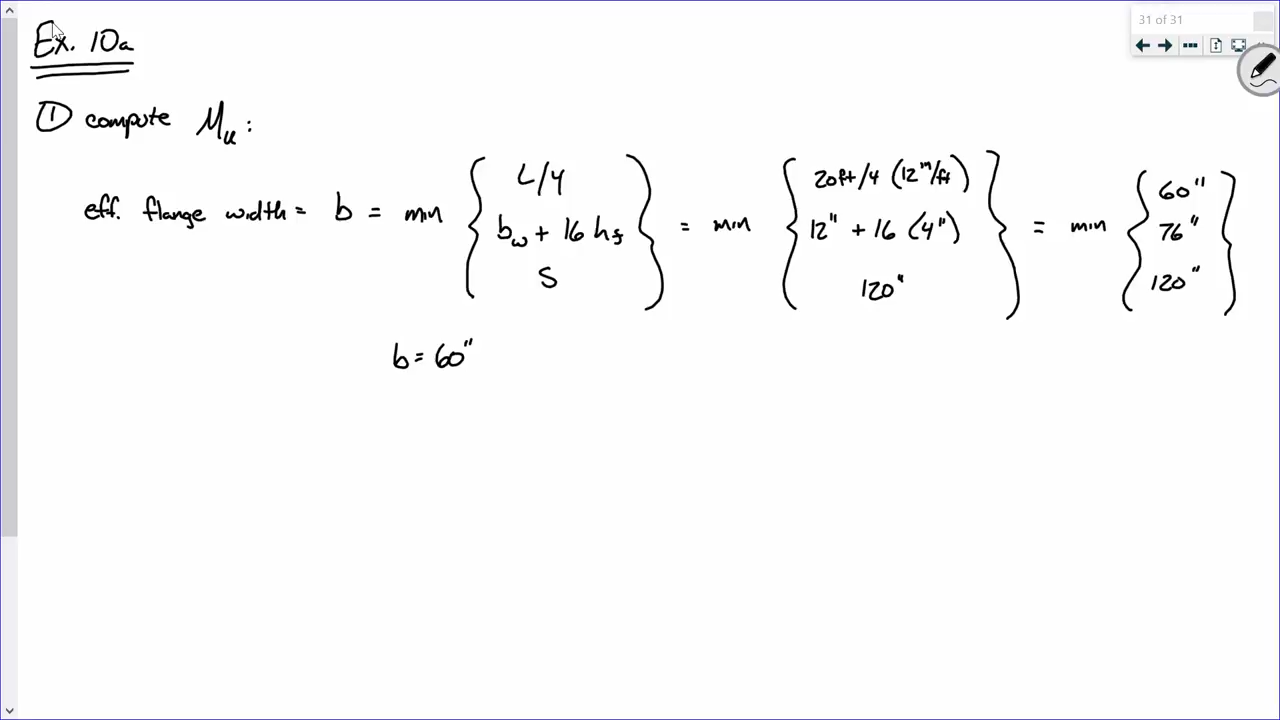 31 of 31
Ex. 10a
① compute Mu:
eff. flange width = b = min { L/4 bw + 16 hf S } = min { 20ft/4 (12in/ft) 12" + 16 (4") 120" } = min { 60" 76" 120" }
b = 60"